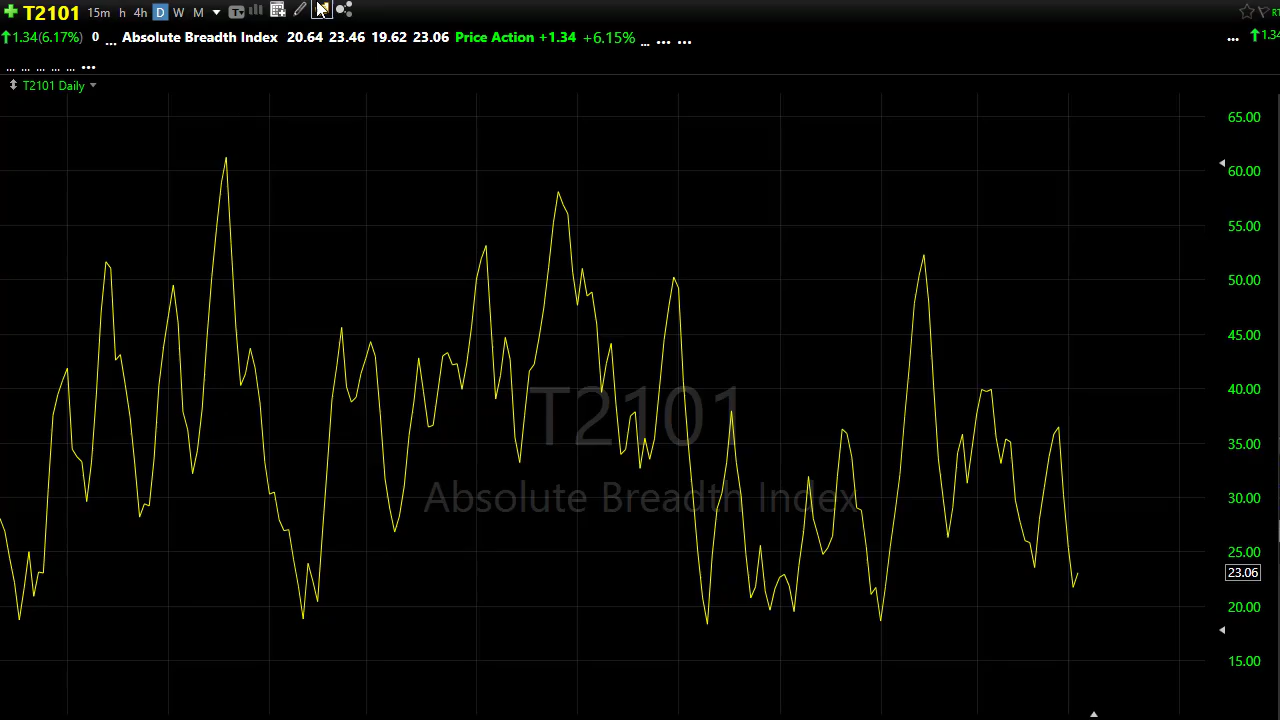 T2101 15m h 4h D W M T
1.34(6.17%) 0 ... Absolute Breadth Index 20.64 23.46 19.62 23.06 Price Action +1.34 +6.15% ... ... ... ... 1.34
... ... ... ... ... ...
T2101 Daily
65.00
60.00
55.00
50.00
45.00
40.00
35.00
30.00
25.00
23.06
20.00
15.00
T2101
Absolute Breadth Index